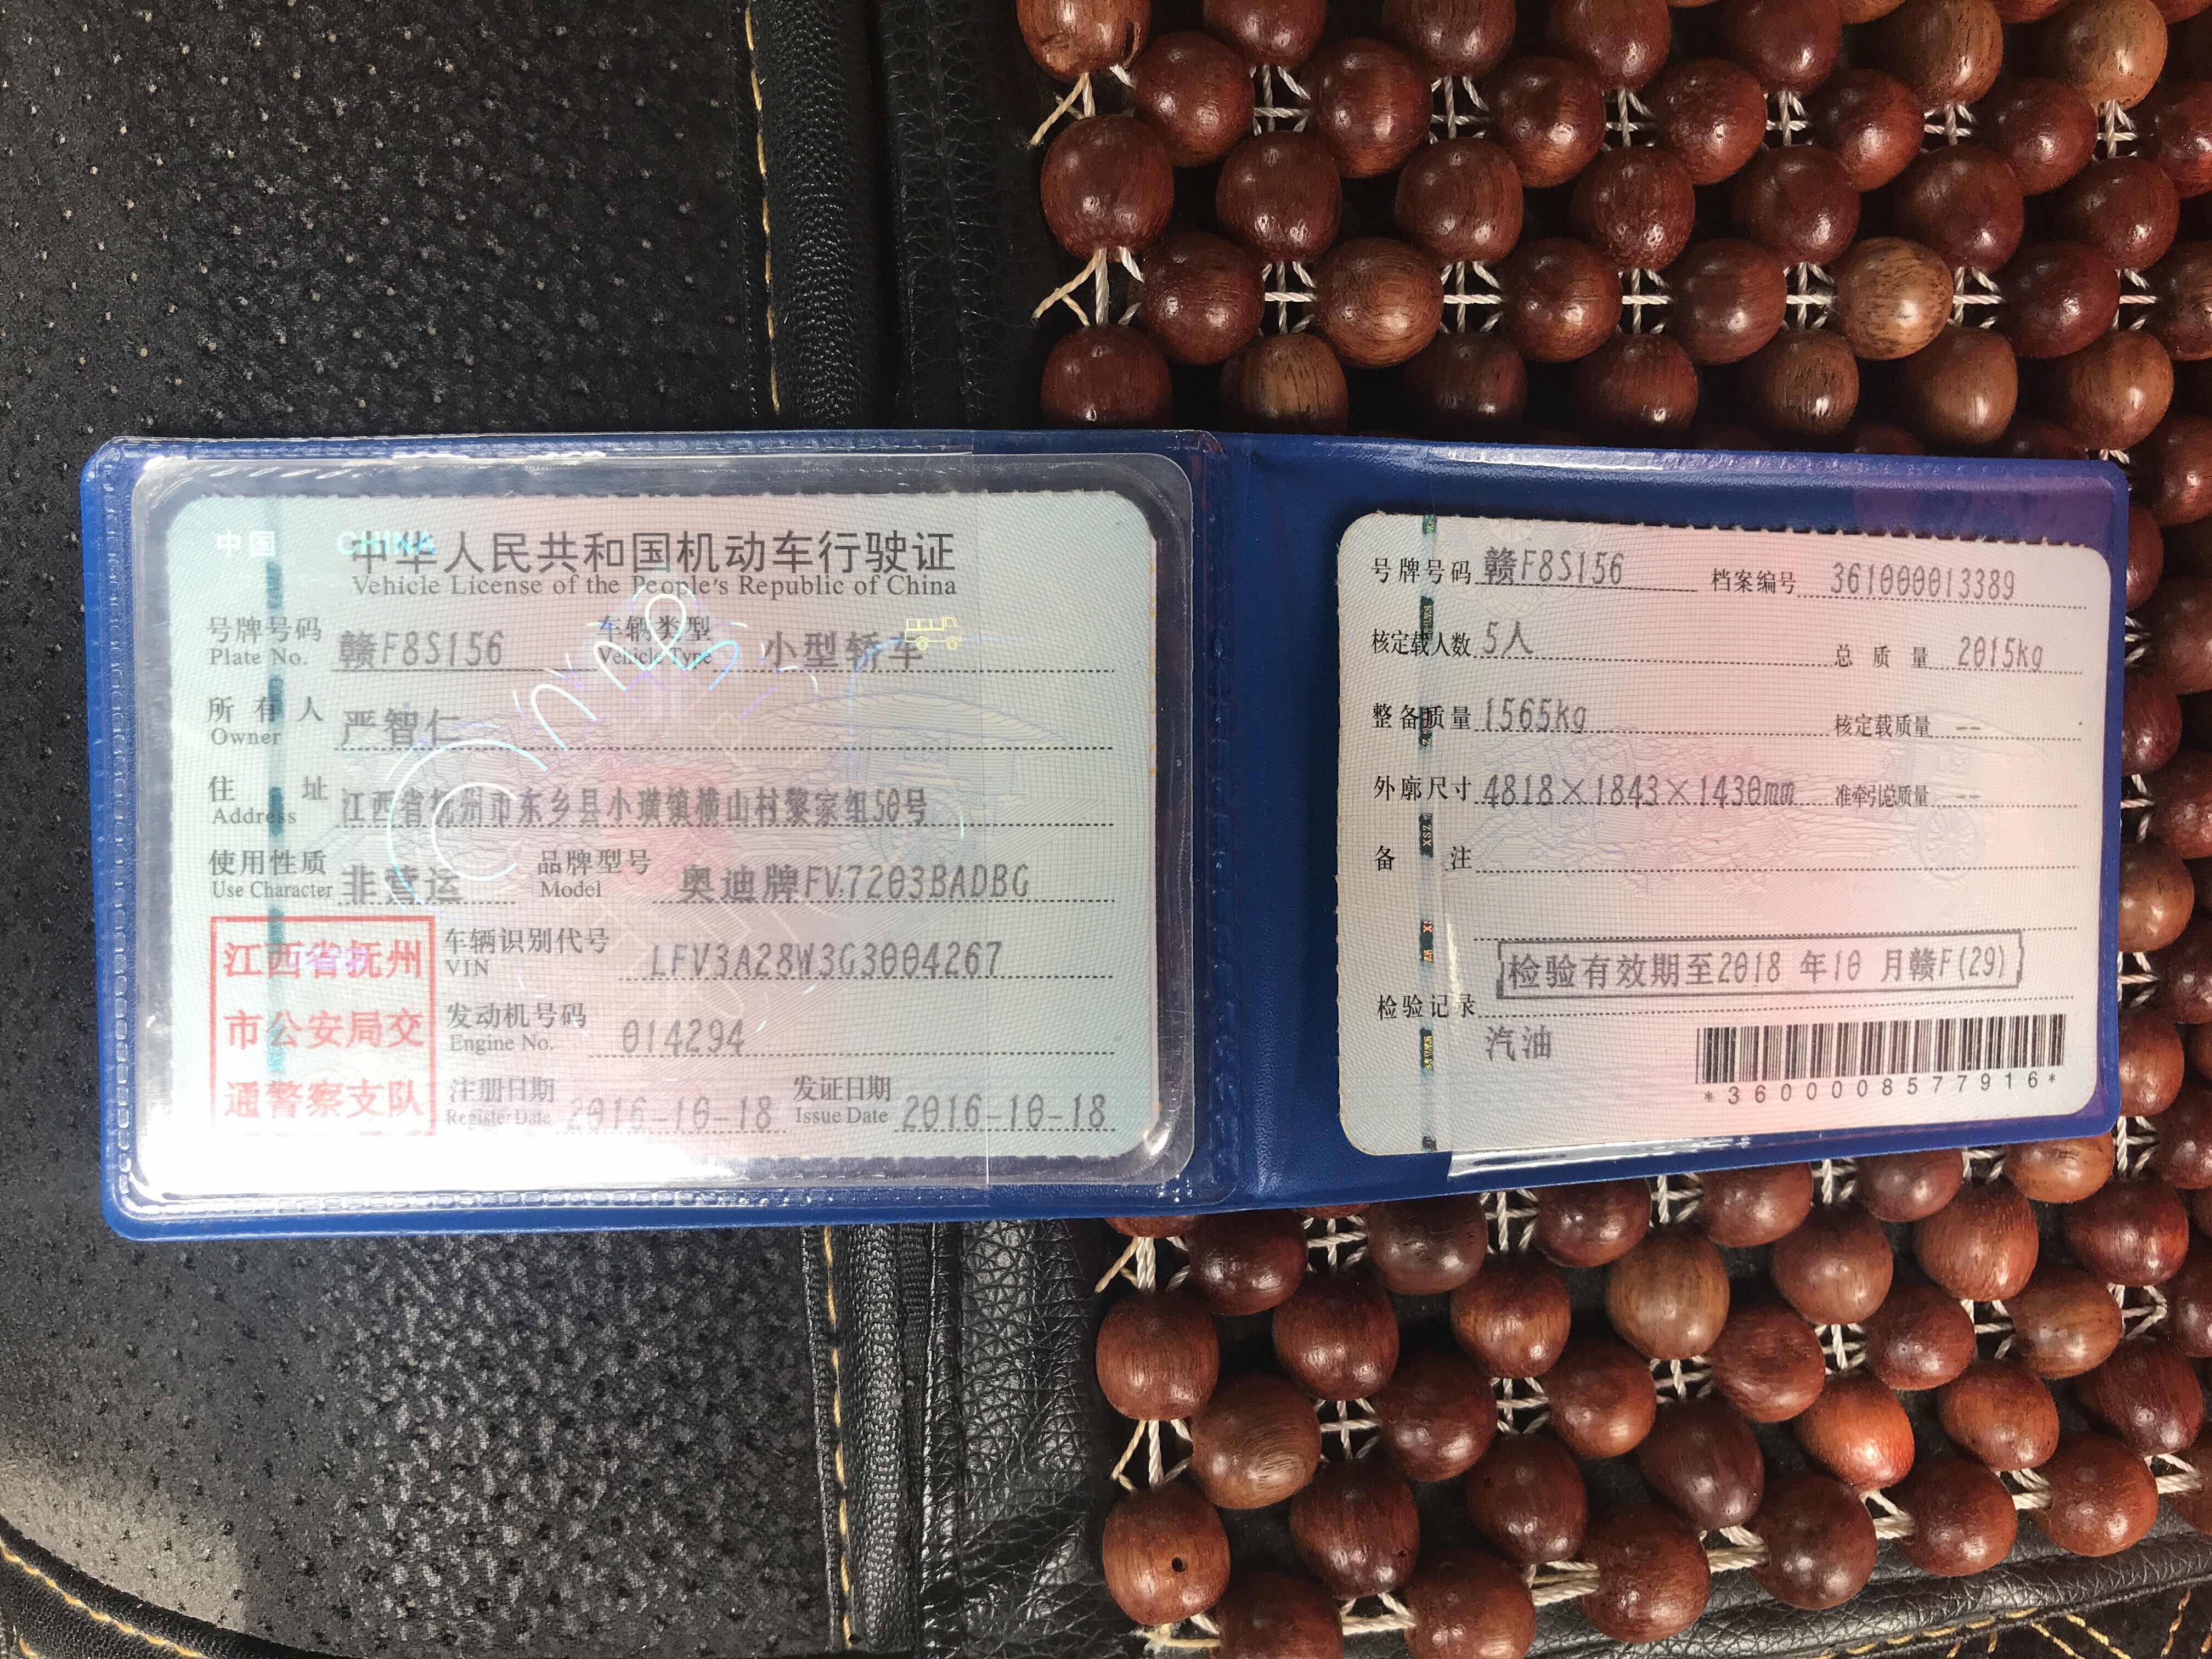 中国 CHINA
中华人民共和国机动车行驶证
Vehicle License of the People's Republic of China
号牌号码 赣F8S156 车辆类型 小型轿车
Plate No. Vehicle Type
所有人 严智仁
Owner
住址 江西省抚州市东乡县小璜镇横山村黎家组50号
Address
使用性质 非营运 品牌型号 奥迪牌FV7203BADBG
Use Character Model
江西省抚州
市公安局交
通警察支队
车辆识别代号 LFV3A28W3G3004267
VIN
发动机号码 0142294
Engine No.
注册日期 2016-10-18 发证日期 2016-10-18
Register Date Issue Date
号牌号码 赣F8S156 档案编号 361000013389
核定载人数 5人 总质量 2015kg
整备质量 1565kg 核定载质量 --
外廓尺寸 4818×1843×1430mm 准牵引总质量 --
备注
检验有效期至2018年10月赣F(29)
检验记录
汽油
*3600008577916*